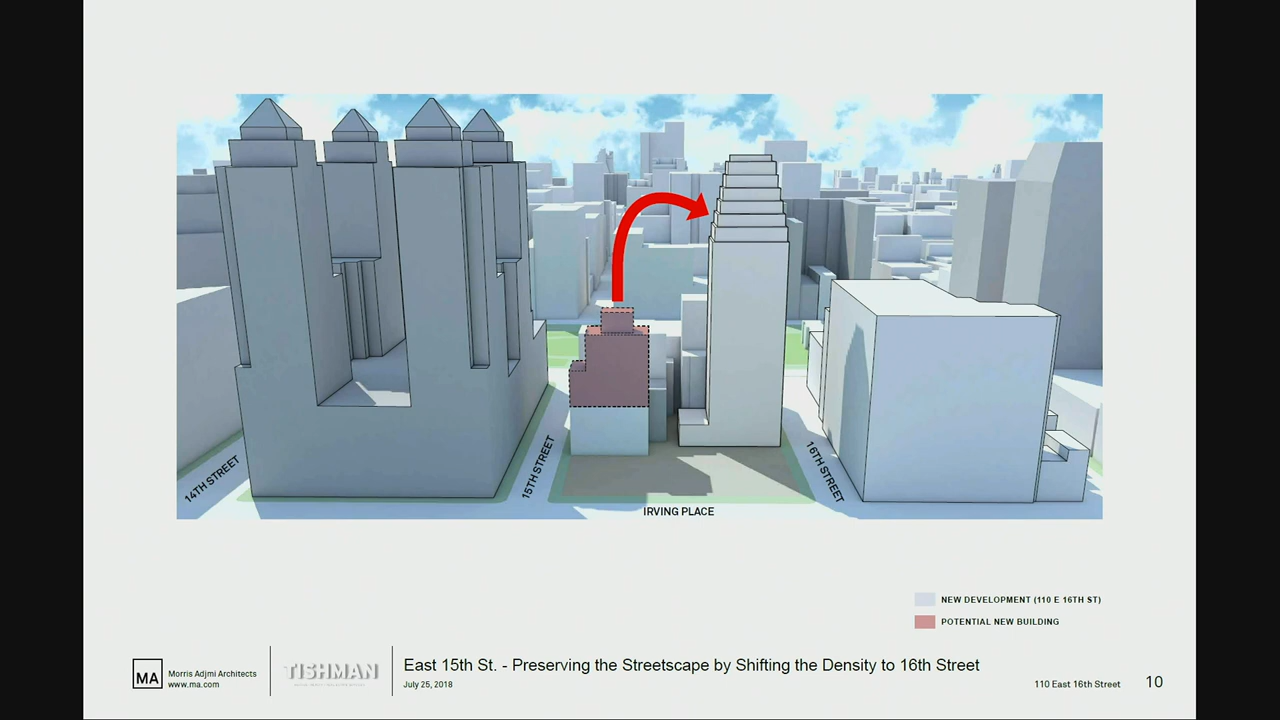 14TH STREET
15TH STREET
16TH STREET
IRVING PLACE
NEW DEVELOPMENT (110 E 16TH ST)
POTENTIAL NEW BUILDING
MA
Morris Adjmi Architects
www.ma.com
TISHMAN
East 15th St. - Preserving the Streetscape by Shifting the Density to 16th Street
July 25, 2018
110 East 16th Street
10